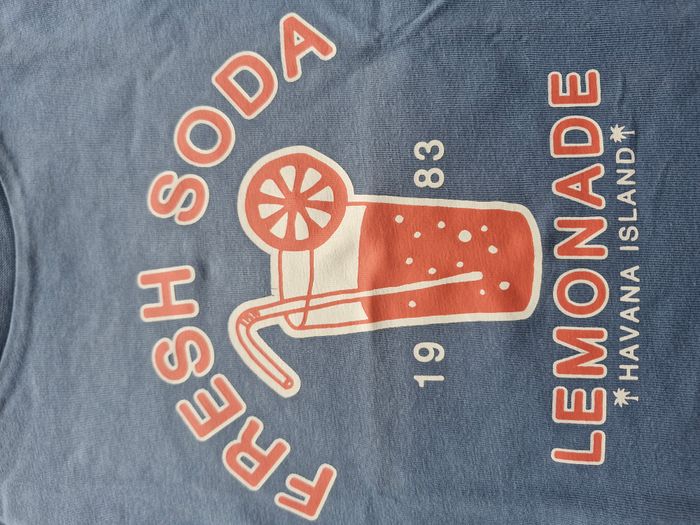 FRESH SODA
19 83
LEMONADE
HAVANA ISLAND